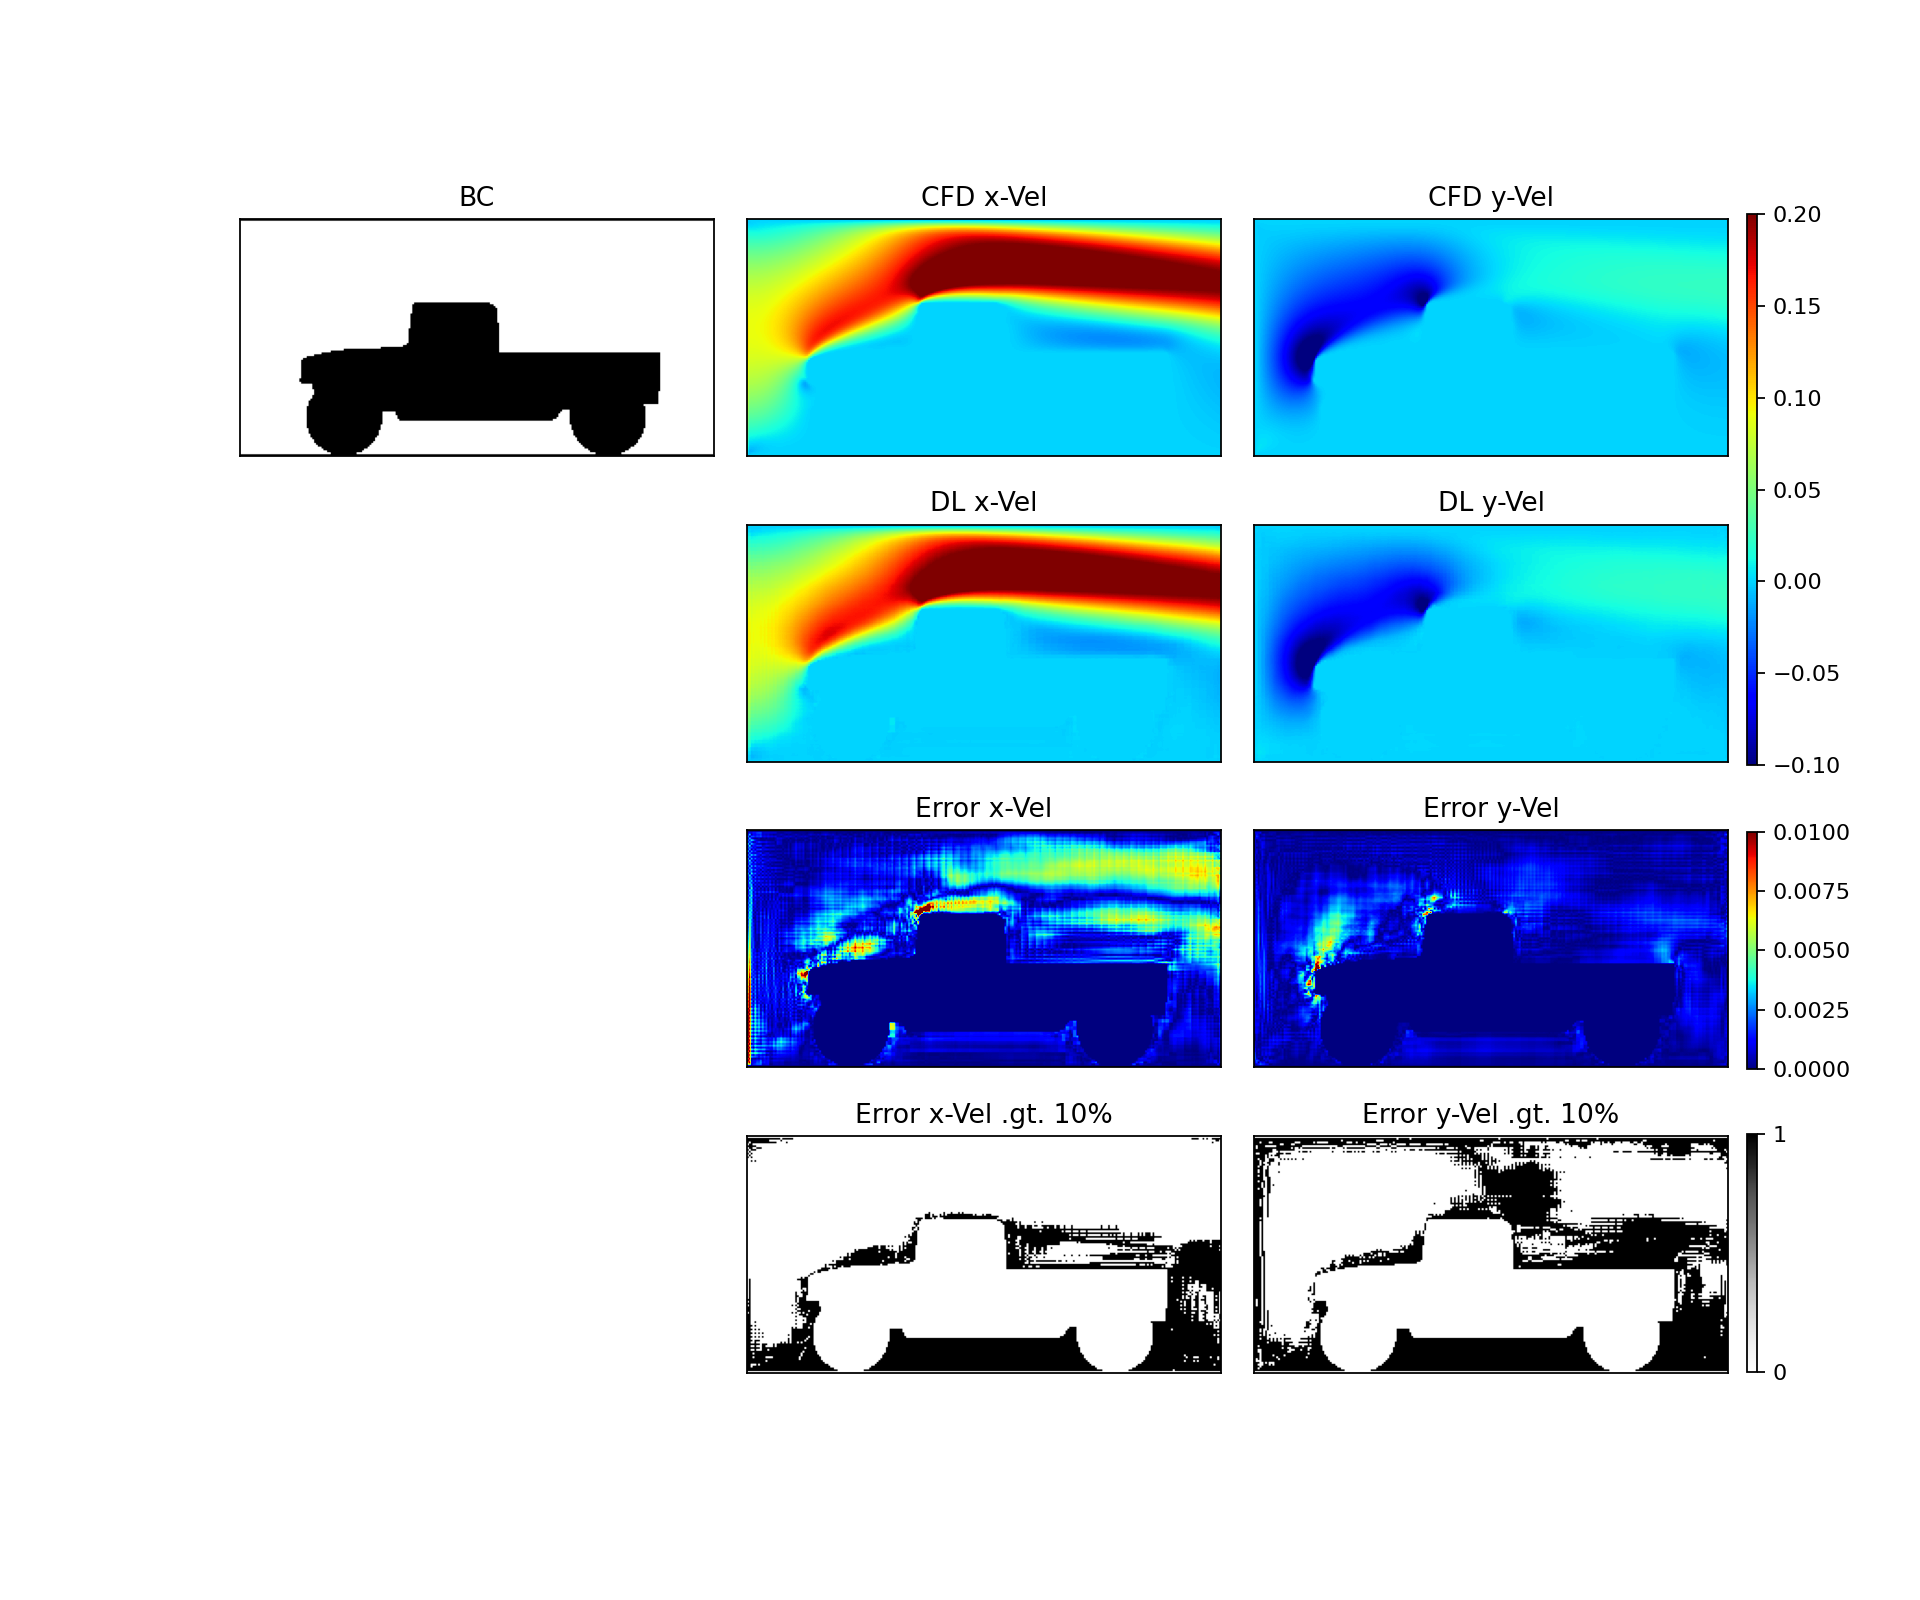 BC
CFD x-Vel
CFD y-Vel
0.20
0.15
0.10
0.05
0.00
−0.05
−0.10
DL x-Vel
DL y-Vel
Error x-Vel
Error y-Vel
0.0100
0.0075
0.0050
0.0025
0.0000
Error x-Vel .gt. 10%
Error y-Vel .gt. 10%
1
0